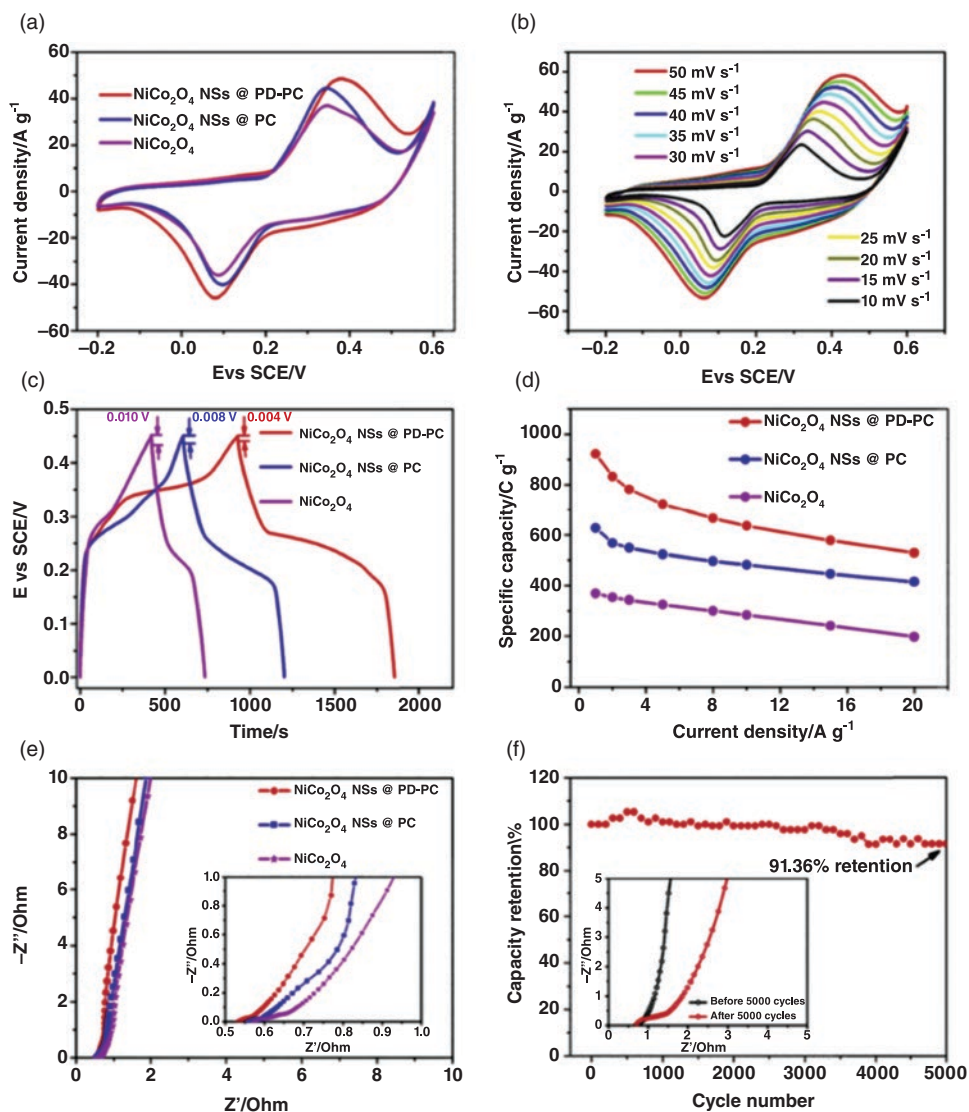 (a)
60
40
20
0
−20
−40
−60
−0.2
0.0
0.2
0.4
0.6
Current density/A g⁻¹
Evs SCE/V
NiCo₂O₄ NSs @ PD-PC
NiCo₂O₄ NSs @ PC
NiCo₂O₄
(b)
60
40
20
0
−20
−40
−60
−0.2
0.0
0.2
0.4
0.6
Current density/A g⁻¹
Evs SCE/V
50 mV s⁻¹
45 mV s⁻¹
40 mV s⁻¹
35 mV s⁻¹
30 mV s⁻¹
25 mV s⁻¹
20 mV s⁻¹
15 mV s⁻¹
10 mV s⁻¹
(c)
0.5
0.4
0.3
0.2
0.1
0.0
0
500
1000
1500
2000
E vs SCE/V
Time/s
0.010 V
0.008 V
0.004 V
NiCo₂O₄ NSs @ PD-PC
NiCo₂O₄ NSs @ PC
NiCo₂O₄
(d)
1000
800
600
400
200
0
0
4
8
12
16
20
Specific capacity/C g⁻¹
Current density/A g⁻¹
NiCo₂O₄ NSs @ PD-PC
NiCo₂O₄ NSs @ PC
NiCo₂O₄
(e)
10
8
6
4
2
0
0
2
4
6
8
10
−Z''/Ohm
Z'/Ohm
NiCo₂O₄ NSs @ PD-PC
NiCo₂O₄ NSs @ PC
NiCo₂O₄
1.0
0.8
0.6
0.4
0.2
0.0
0.5
0.6
0.7
0.8
0.9
1.0
−Z''/Ohm
Z'/Ohm
(f)
120
100
80
60
40
20
0
0
1000
2000
3000
4000
5000
Capacity retention\%
Cycle number
91.36% retention
5
4
3
2
1
0
1
2
3
4
5
−Z''/Ohm
Z'/Ohm
Before 5000 cycles
After 5000 cycles